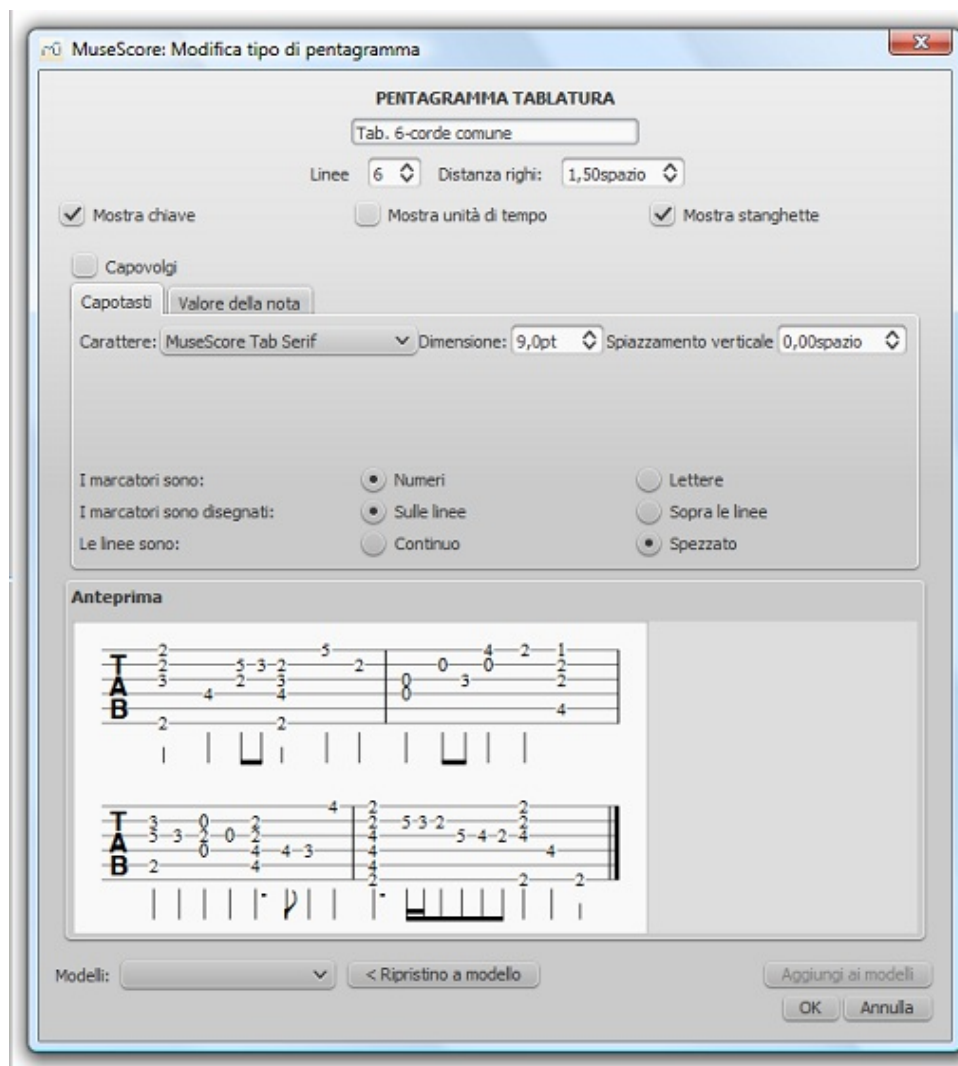 MuseScore: Modifica tipo di pentagramma
PENTAGRAMMA TABLATURA
Tab. 6-corde comune
Linee 6 Distanza righi: 1,50spazio
Mostra chiave Mostra unità di tempo Mostra stanghette
Capovolgi
Capotasti Valore della nota
Carattere: MuseScore Tab Serif Dimensione: 9,0pt Spiazzamento verticale 0,00spazio
I marcatori sono: Numeri Lettere
I marcatori sono disegnati: Sulle linee Sopra le linee
Le linee sono: Continuo Spezzato
Anteprima
TAB
TAB
Modelli: < Ripristino a modello Aggiungi ai modelli
OK Annulla